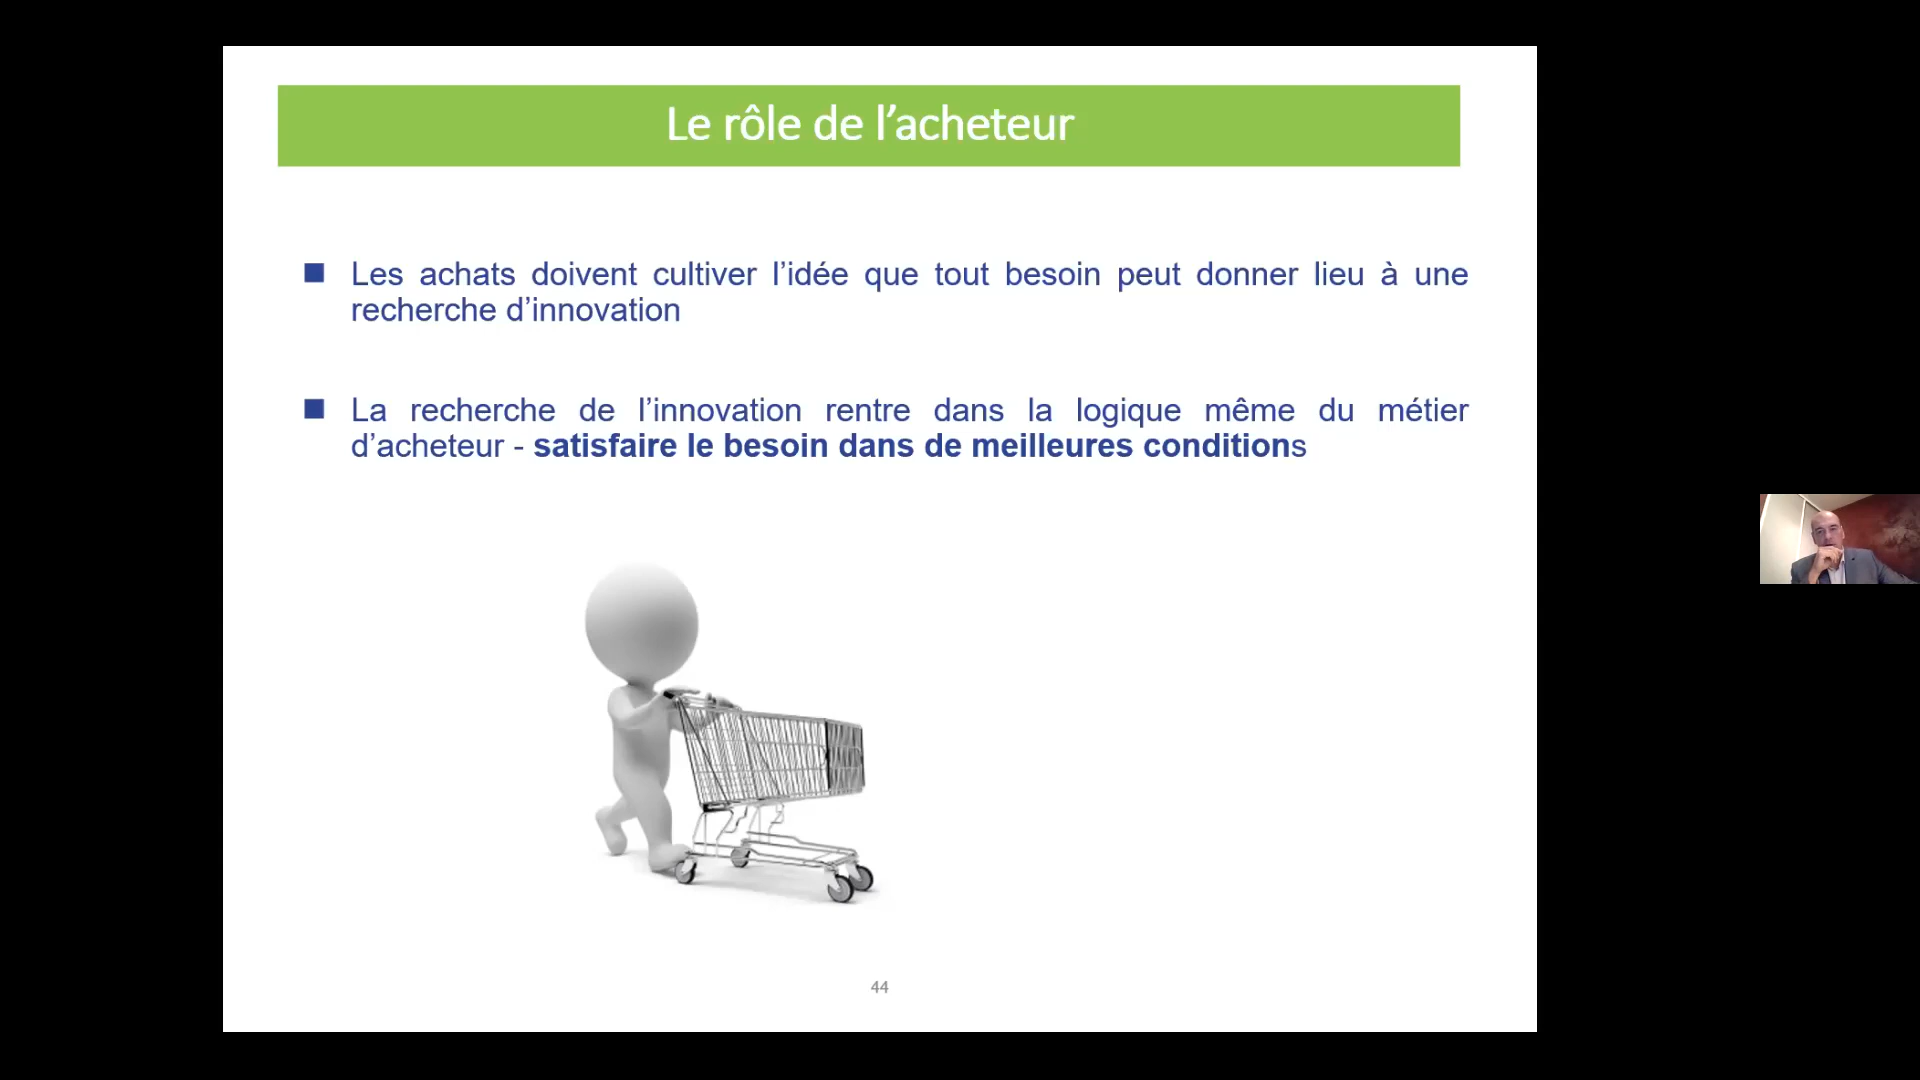 Le rôle de l’acheteur
Les achats doivent cultiver l’idée que tout besoin peut donner lieu à une
recherche d’innovation
La recherche de l’innovation rentre dans la logique même du métier
d’acheteur - satisfaire le besoin dans de meilleures conditions
44